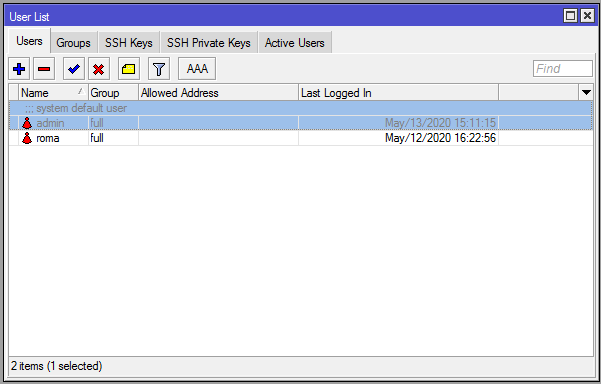 User List
Users Groups SSH Keys SSH Private Keys Active Users
AAA Find
Name Group Allowed Address Last Logged In
;;; system default user
admin full May/13/2020 15:11:15
roma full May/12/2020 16:22:56
2 items (1 selected)